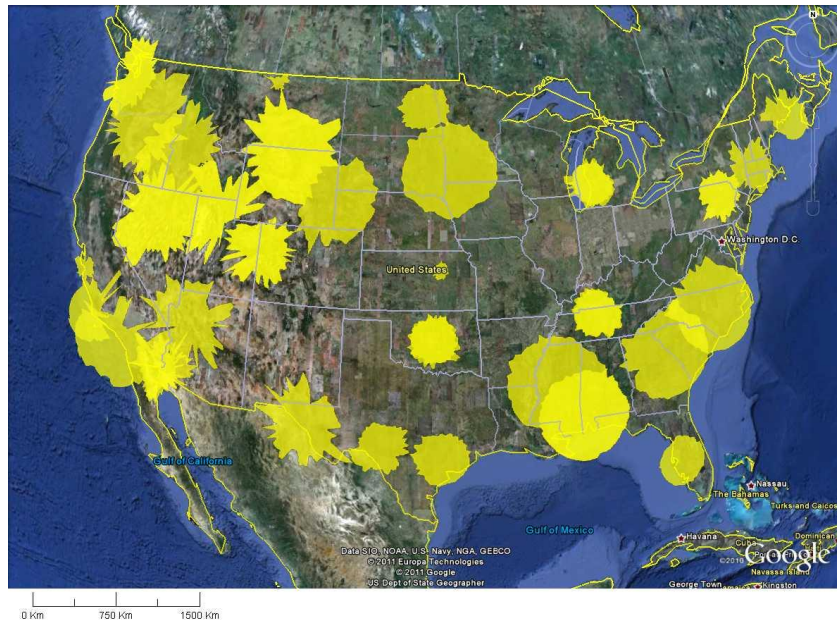 N
Washington D.C.
United States
Gulf of California
Nassau
The Bahamas
Turks and Caicos
Gulf of Mexico
Havana
Cuba
Dominican
Data SIO, NOAA, U.S. Navy, NGA, GEBCO
© 2011 Europa Technologies
© 2011 Google
US Dept of State Geographer
Google
Navassa Island
George Town
Kingston
0 Km
750 Km
1500 Km